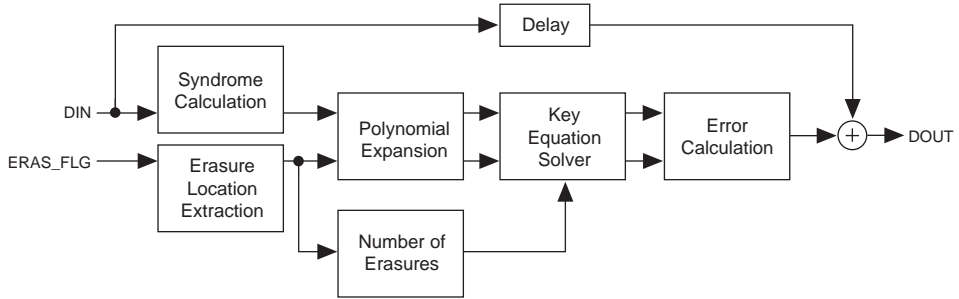 Delay
Syndrome
Calculation
DIN
Polynomial
Expansion
Key
Equation
Solver
Error
Calculation
+
DOUT
ERAS_FLG
Erasure
Location
Extraction
Number of
Erasures